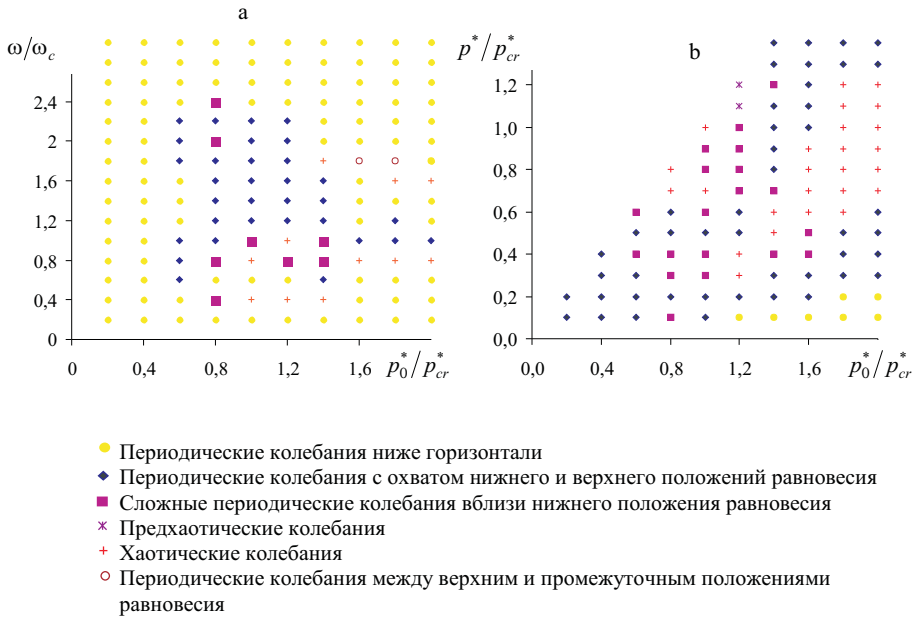 a
ω/ω_c
2,4
2
1,6
1,2
0,8
0,4
0
0 0,4 0,8 1,2 1,6 p*_0/p*_cr
b
p*/p*_cr
1,2
1,0
0,8
0,6
0,4
0,2
0,0
0,0 0,4 0,8 1,2 1,6 p*_0/p*_cr
Периодические колебания ниже горизонтали
Периодические колебания с охватом нижнего и верхнего положений равновесия
Сложные периодические колебания вблизи нижнего положения равновесия
Предхаотические колебания
Хаотические колебания
Периодические колебания между верхним и промежуточным положениями
равновесия